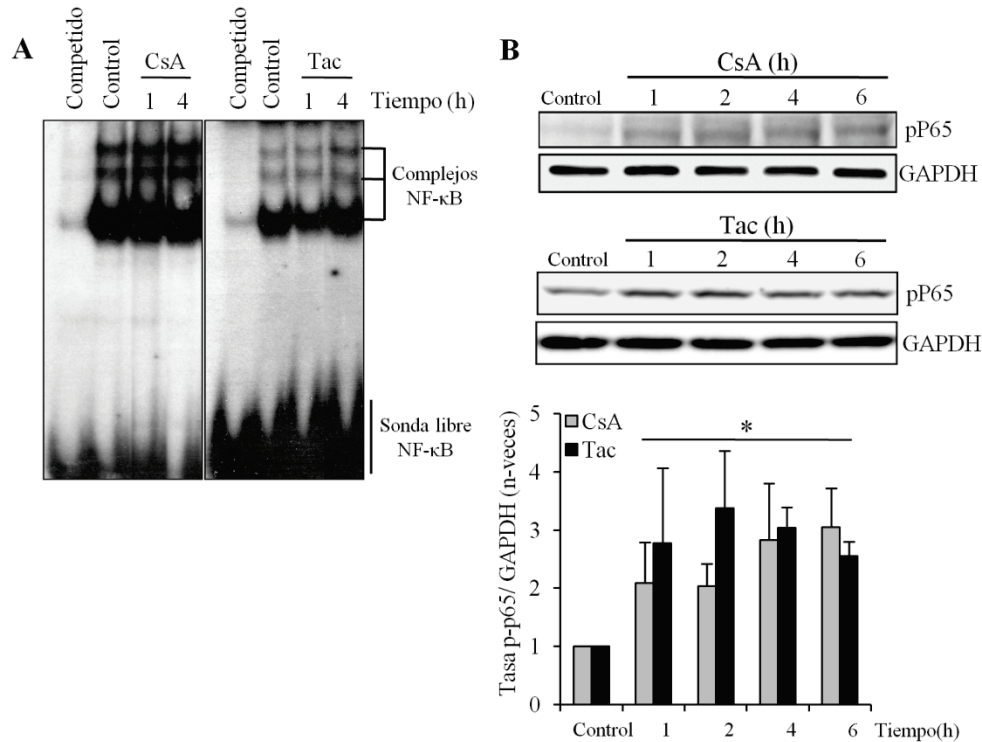 A
Competido
Control
CsA
1 4
Competido
Control
Tac
1 4
Tiempo (h)
Complejos
NF-κB
Sonda libre
NF-κB
B
CsA (h)
Control 1 2 4 6
pP65
GAPDH
Tac (h)
Control 1 2 4 6
pP65
GAPDH
Tasa p-p65/ GAPDH (n-veces)
5
4
3
2
1
0
CsA
Tac
*
Control 1 2 4 6 Tiempo(h)